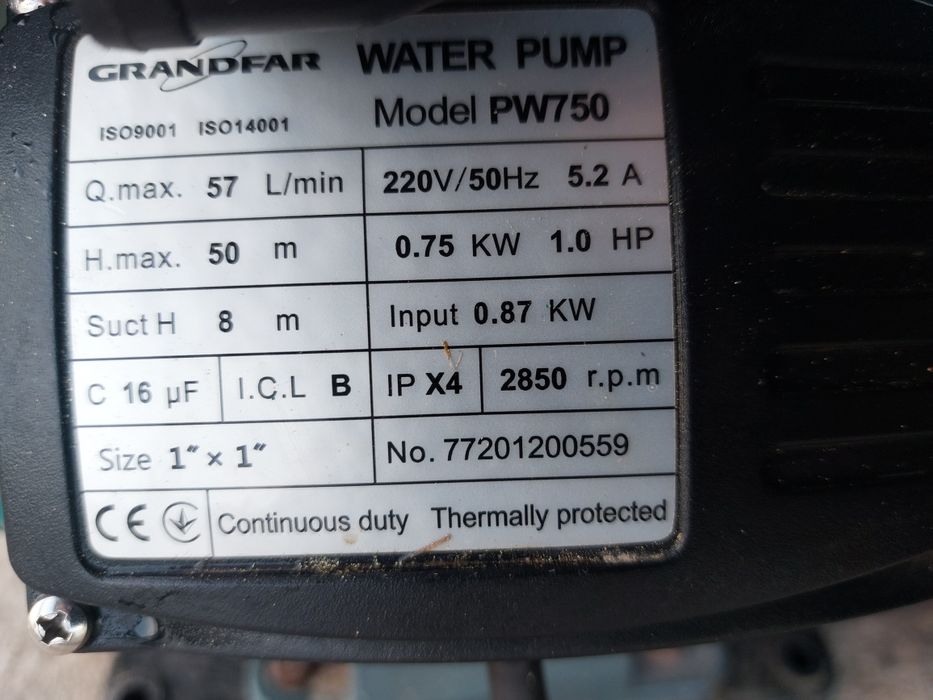 GRANDFAR WATER PUMP
ISO9001 ISO14001 Model PW750
Q.max. 57 L/min 220V/50Hz 5.2 A
H.max. 50 m 0.75 KW 1.0 HP
Suct H 8 m Input 0.87 KW
C 16 µF I.C.L B IP X4 2850 r.p.m
Size 1″ × 1″ No. 77201200559
CE Continuous duty Thermally protected